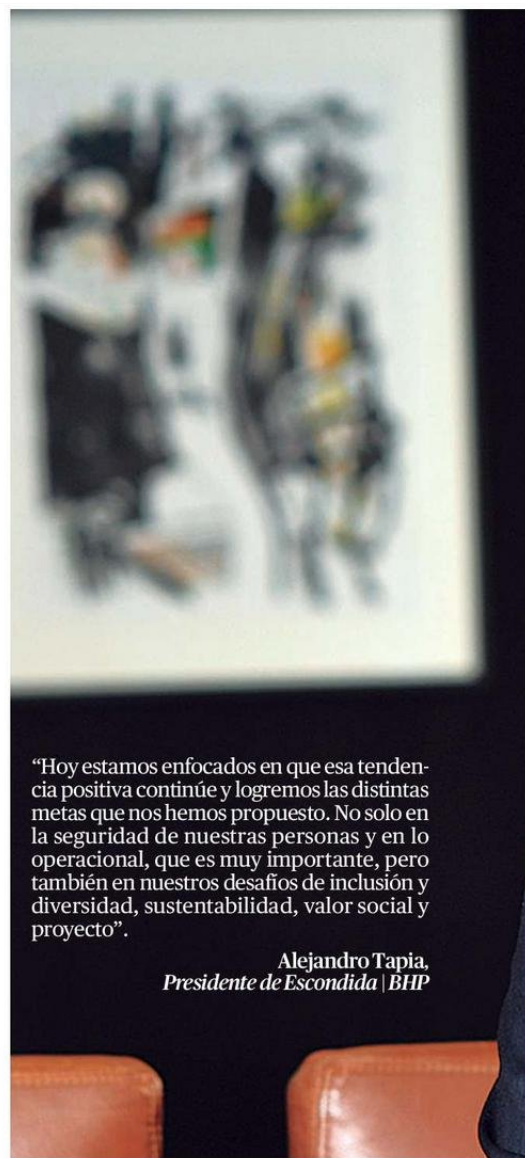 “Hoy estamos enfocados en que esa tenden-
cia positiva continúe y logremos las distintas
metas que nos hemos propuesto. No solo en
la seguridad de nuestras personas y en lo
operacional, que es muy importante, pero
también en nuestros desafíos de inclusión y
diversidad, sustentabilidad, valor social y
proyecto”.
Alejandro Tapia,
Presidente de Escondida | BHP